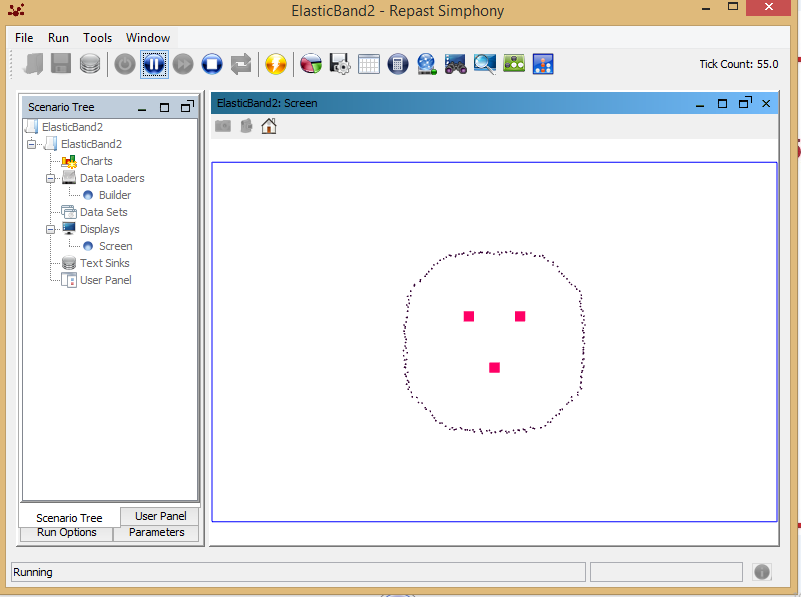 ElasticBand2 - Repast Simphony
File Run Tools Window
Tick Count: 55.0
Scenario Tree
ElasticBand2: Screen
ElasticBand2
ElasticBand2
Charts
Data Loaders
Builder
Data Sets
Displays
Screen
Text Sinks
User Panel
Scenario Tree
User Panel
Run Options
Parameters
Running